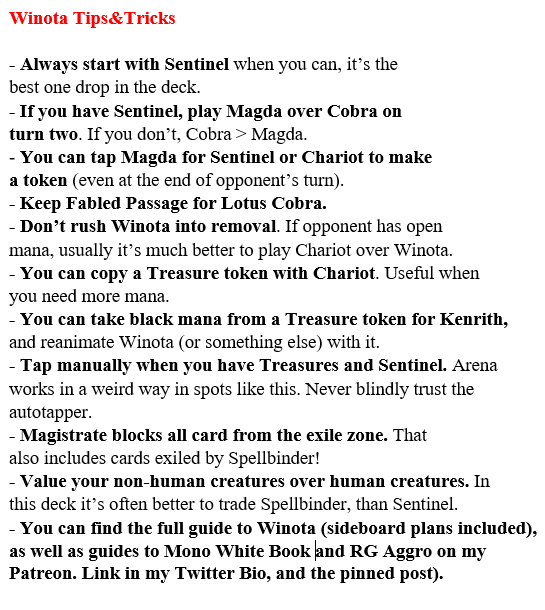 Winota Tips&Tricks
- Always start with Sentinel when you can, it's the
best one drop in the deck.
- If you have Sentinel, play Magda over Cobra on
turn two. If you don't, Cobra > Magda.
- You can tap Magda for Sentinel or Chariot to make
a token (even at the end of opponent's turn).
- Keep Fabled Passage for Lotus Cobra.
- Don't rush Winota into removal. If opponent has open
mana, usually it's much better to play Chariot over Winota.
- You can copy a Treasure token with Chariot. Useful when
you need more mana.
- You can take black mana from a Treasure token for Kenrith,
and reanimate Winota (or something else) with it.
- Tap manually when you have Treasures and Sentinel. Arena
works in a weird way in spots like this. Never blindly trust the
autotapper.
- Magistrate blocks all card from the exile zone. That
also includes cards exiled by Spellbinder!
- Value your non-human creatures over human creatures. In
this deck it's often better to trade Spellbinder, than Sentinel.
- You can find the full guide to Winota (sideboard plans included),
as well as guides to Mono White Book and RG Aggro on my
Patreon. Link in my Twitter Bio, and the pinned post).